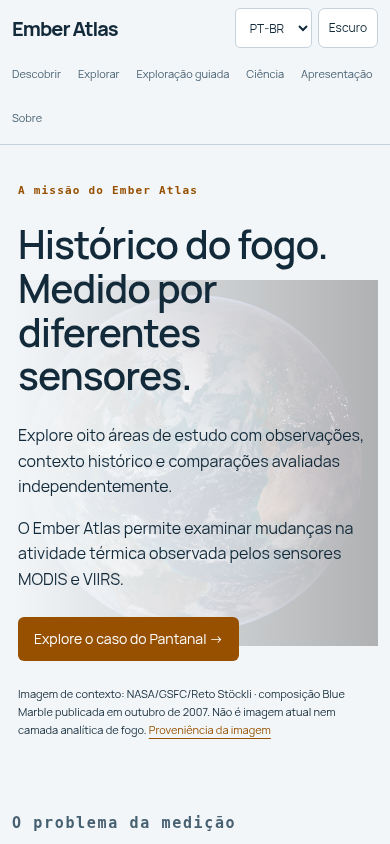 Ember Atlas
PT-BR
Escuro
Descobrir Explorar Exploração guiada Ciência Apresentação
Sobre
A missão do Ember Atlas
Histórico do fogo.
Medido por
diferentes
sensores.
Explore oito áreas de estudo com observações,
contexto histórico e comparações avaliadas
independentemente.
O Ember Atlas permite examinar mudanças na
atividade térmica observada pelos sensores
MODIS e VIIRS.
Explore o caso do Pantanal →
Imagem de contexto: NASA/GSFC/Reto Stöckli · composição Blue
Marble publicada em outubro de 2007. Não é imagem atual nem
camada analítica de fogo. Proveniência da imagem
O problema da medição